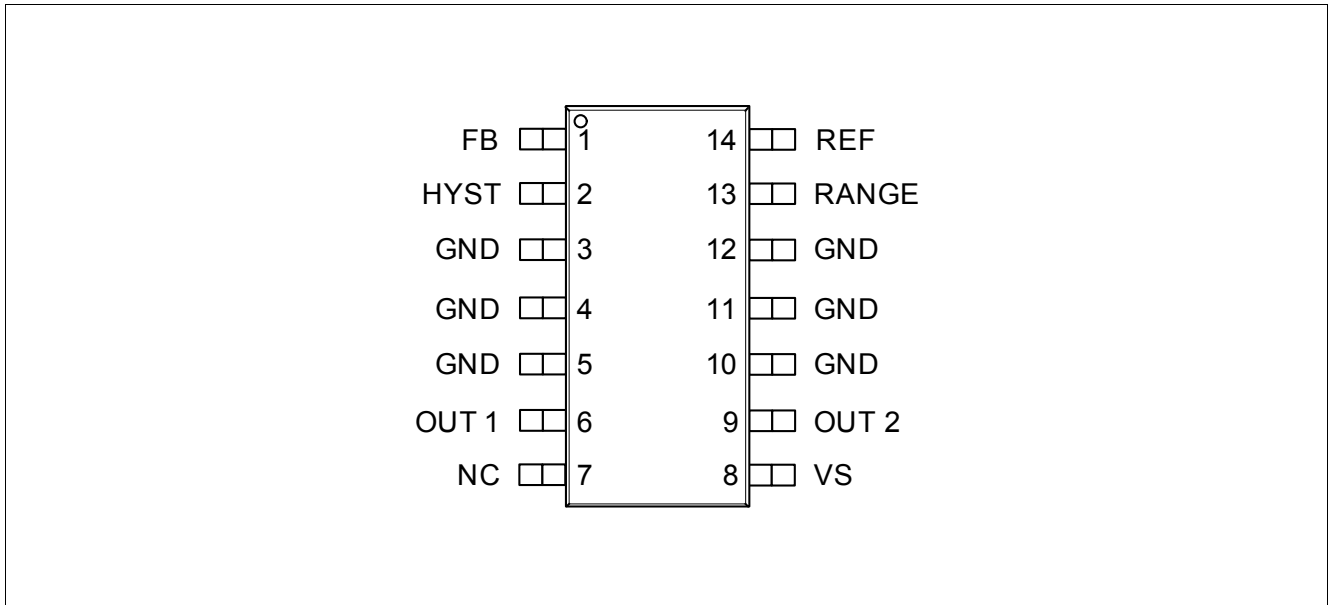 FB 1 14 REF
HYST 2 13 RANGE
GND 3 12 GND
GND 4 11 GND
GND 5 10 GND
OUT 1 6 9 OUT 2
NC 7 8 VS